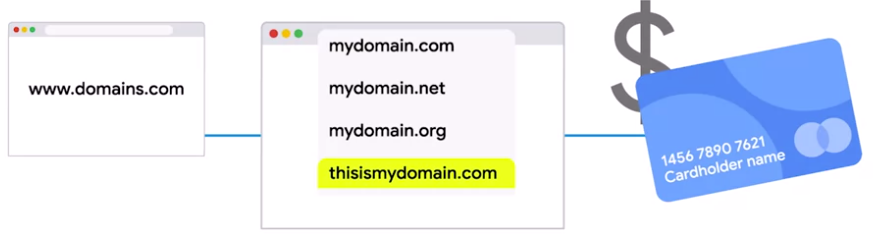 www.domains.com
mydomain.com
mydomain.net
mydomain.org
thisismydomain.com
$
1456 7890 7621
Cardholder name